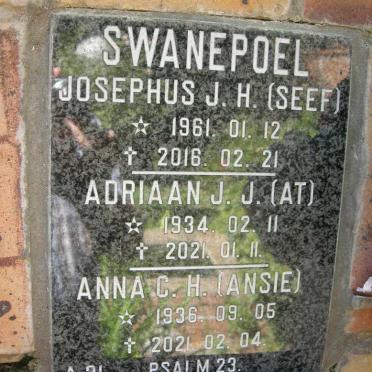 SWANEPOEL
JOSEPHUS J. H. (SEEF)
☆ 1961. 01. 12
✝ 2016. 02. 21
ADRIAAN J. J. (AT)
☆ 1934. 02. 11
✝ 2021. 01. 11.
ANNA C. H. (ANSIE)
☆ 1936. 09. 05
✝ 2021. 02. 04.
PSALM 23.